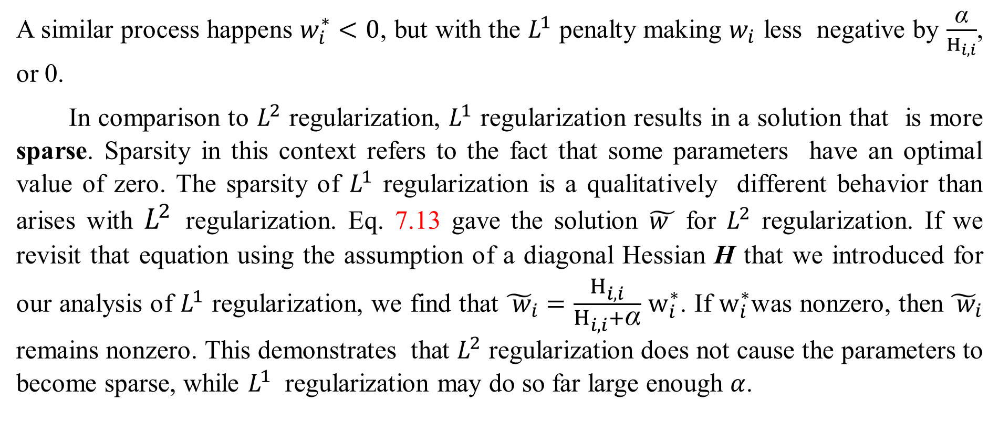 A similar process happens $w_i^* < 0$, but with the $L^1$ penalty making $w_i$ less negative by $\frac{\alpha}{\mathrm{H}_{i,i}}$,
or 0.
In comparison to $L^2$ regularization, $L^1$ regularization results in a solution that is more
sparse. Sparsity in this context refers to the fact that some parameters have an optimal
value of zero. The sparsity of $L^1$ regularization is a qualitatively different behavior than
arises with $L^2$ regularization. Eq. 7.13 gave the solution $\widetilde{w}$ for $L^2$ regularization. If we
revisit that equation using the assumption of a diagonal Hessian $\boldsymbol{H}$ that we introduced for
our analysis of $L^1$ regularization, we find that $\widetilde{w}_i = \frac{\mathrm{H}_{i,i}}{\mathrm{H}_{i,i}+\alpha} \mathrm{w}_i^*$. If $\mathrm{w}_i^*$was nonzero, then $\widetilde{w}_i$
remains nonzero. This demonstrates that $L^2$ regularization does not cause the parameters to
become sparse, while $L^1$ regularization may do so far large enough $\alpha$.